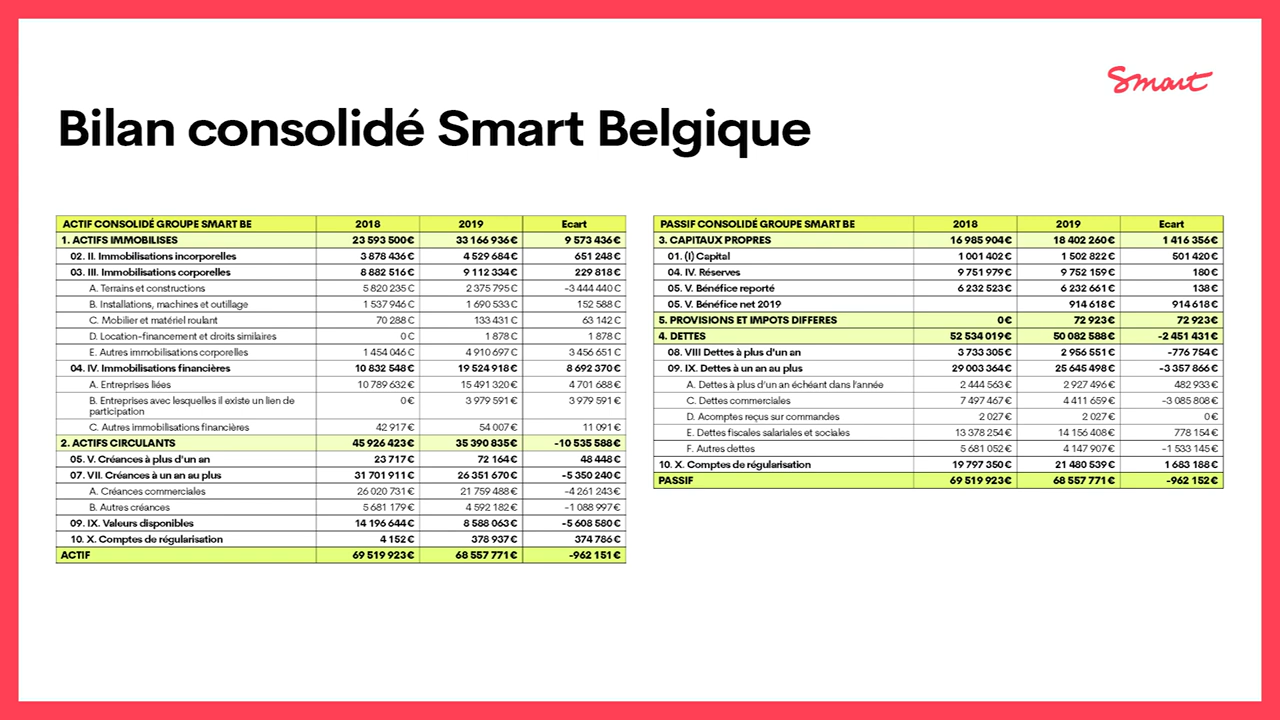 Smart
Bilan consolidé Smart Belgique
ACTIF CONSOLIDÉ GROUPE SMART BE 2018 2019 Ecart
1. ACTIFS IMMOBILISES 23 593 500€ 33 166 936€ 9 573 436€
02. II. Immobilisations incorporelles 3 878 436€ 4 529 684€ 651 248€
03. III. Immobilisations corporelles 8 882 516€ 9 112 334€ 229 818€
A. Terrains et constructions 5 820 235€ 2 375 795€ -3 444 440€
B. Installations, machines et outillage 1 537 946€ 1 690 533€ 152 588€
C. Mobilier et matériel roulant 70 288€ 133 431€ 63 142€
D. Location-financement et droits similaires 0€ 1 878€ 1 878€
E. Autres immobilisations corporelles 1 454 046€ 4 910 697€ 3 456 651€
04. IV. Immobilisations financières 10 832 548€ 19 524 918€ 8 692 370€
A. Entreprises liées 10 789 632€ 15 491 320€ 4 701 688€
B. Entreprises avec lesquelles il existe un lien de 0€ 3 979 591€ 3 979 591€
participation
C. Autres immobilisations financières 42 917€ 54 007€ 11 091€
2. ACTIFS CIRCULANTS 45 926 423€ 35 390 835€ -10 535 588€
05. V. Créances à plus d'un an 23 717€ 72 164€ 48 448€
07. VII. Créances à un an au plus 31 701 911€ 26 351 670€ -5 350 240€
A. Créances commerciales 26 020 731€ 21 759 488€ -4 261 243€
B. Autres créances 5 681 179€ 4 592 182€ -1 088 997€
09. IX. Valeurs disponibles 14 196 644€ 8 588 063€ -5 608 580€
10. X. Comptes de régularisation 4 152€ 378 937€ 374 786€
ACTIF 69 519 923€ 68 557 771€ -962 151€
PASSIF CONSOLIDÉ GROUPE SMART BE 2018 2019 Ecart
3. CAPITAUX PROPRES 16 985 904€ 18 402 260€ 1 416 356€
01. (I) Capital 1 001 402€ 1 502 822€ 501 420€
04. IV. Réserves 9 751 979€ 9 752 159€ 180€
05. V. Bénéfice reporté 6 232 523€ 6 232 661€ 138€
05. V. Bénéfice net 2019 914 618€ 914 618€
5. PROVISIONS ET IMPOTS DIFFERES 0€ 72 923€ 72 923€
4. DETTES 52 534 019€ 50 082 588€ -2 451 431€
08. VIII Dettes à plus d'un an 3 733 305€ 2 956 551€ -776 754€
09. IX. Dettes à un an au plus 29 003 364€ 25 645 498€ -3 357 866€
A. Dettes à plus d'un an échéant dans l'année 2 444 563€ 2 927 496€ 482 933€
C. Dettes commerciales 7 497 467€ 4 411 659€ -3 085 808€
D. Acomptes reçus sur commandes 2 027€ 2 027€ 0€
E. Dettes fiscales salariales et sociales 13 378 254€ 14 156 408€ 778 154€
F. Autres dettes 5 681 052€ 4 147 907€ -1 533 145€
10. X. Comptes de régularisation 19 797 350€ 21 480 539€ 1 683 188€
PASSIF 69 519 923€ 68 557 771€ -962 152€